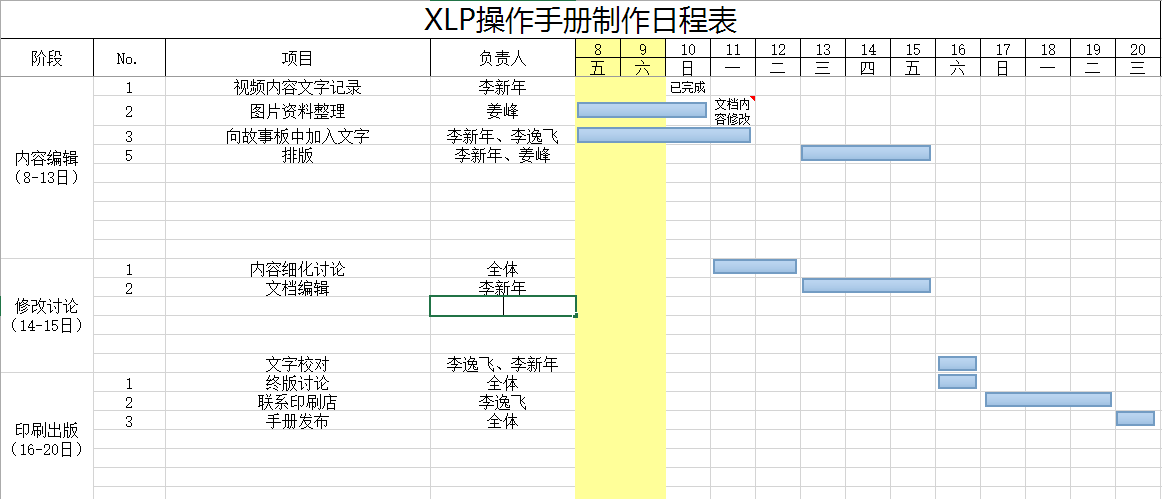 XLP操作手册制作日程表
阶段 No. 项目 负责人 8 9 10 11 12 13 14 15 16 17 18 19 20
五 六 日 一 二 三 四 五 六 日 一 二 三
内容编辑
（8-13日）
1 视频内容文字记录 李新年 已完成
2 图片资料整理 姜峰 文档内
容修改
3 向故事板中加入文字 李新年、李逸飞
5 排版 李新年、姜峰
修改讨论
（14-15日）
1 内容细化讨论 全体
2 文档编辑 李新年
文字校对 李逸飞、李新年
印刷出版
（16-20日）
1 终版讨论 全体
2 联系印刷店 李逸飞
3 手册发布 全体